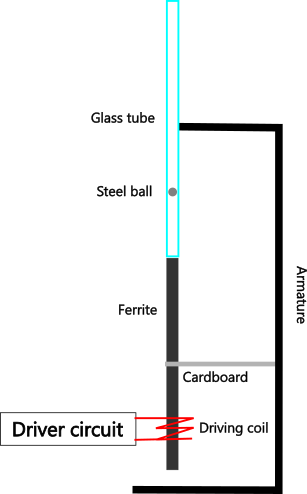 Glass tube
Steel ball
Armature
Ferrite
Cardboard
Driver circuit
Driving coil